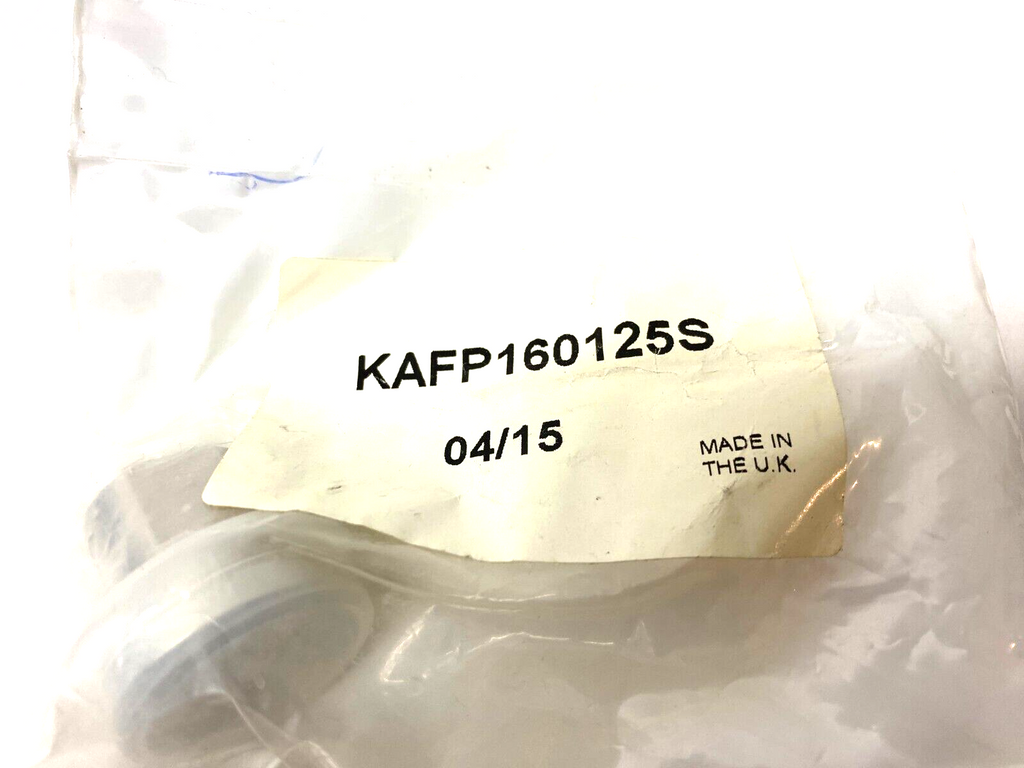 KAFP160125S
04/15
MADE IN
THE U.K.